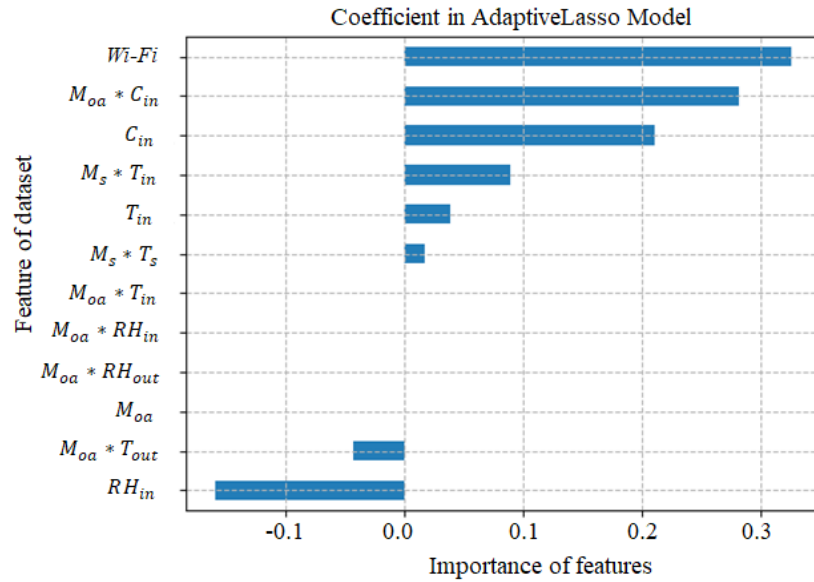 Coefficient in AdaptiveLasso Model
Feature of dataset
Wi-Fi
M_oa * C_in
C_in
M_s * T_in
T_in
M_s * T_s
M_oa * T_in
M_oa * RH_in
M_oa * RH_out
M_oa
M_oa * T_out
RH_in
-0.1 0.0 0.1 0.2 0.3
Importance of features